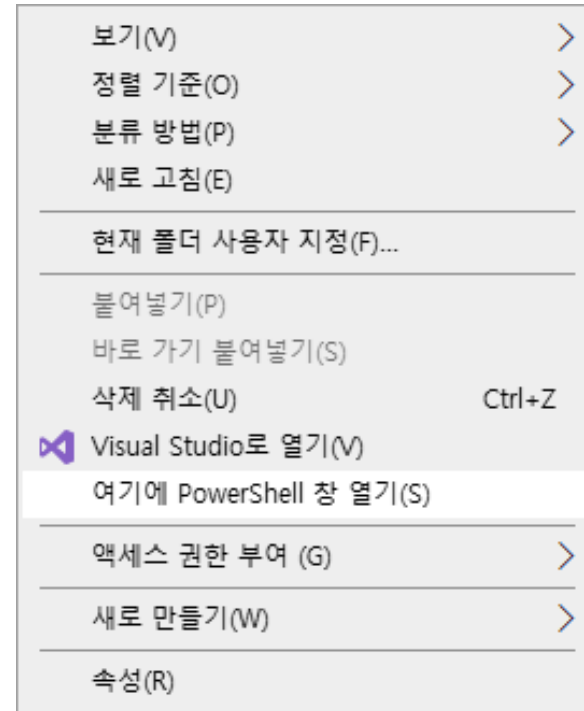 보기(V)
정렬 기준(O)
분류 방법(P)
새로 고침(E)
현재 폴더 사용자 지정(F)...
붙여넣기(P)
바로 가기 붙여넣기(S)
삭제 취소(U) Ctrl+Z
Visual Studio로 열기(V)
여기에 PowerShell 창 열기(S)
액세스 권한 부여 (G)
새로 만들기(W)
속성(R)